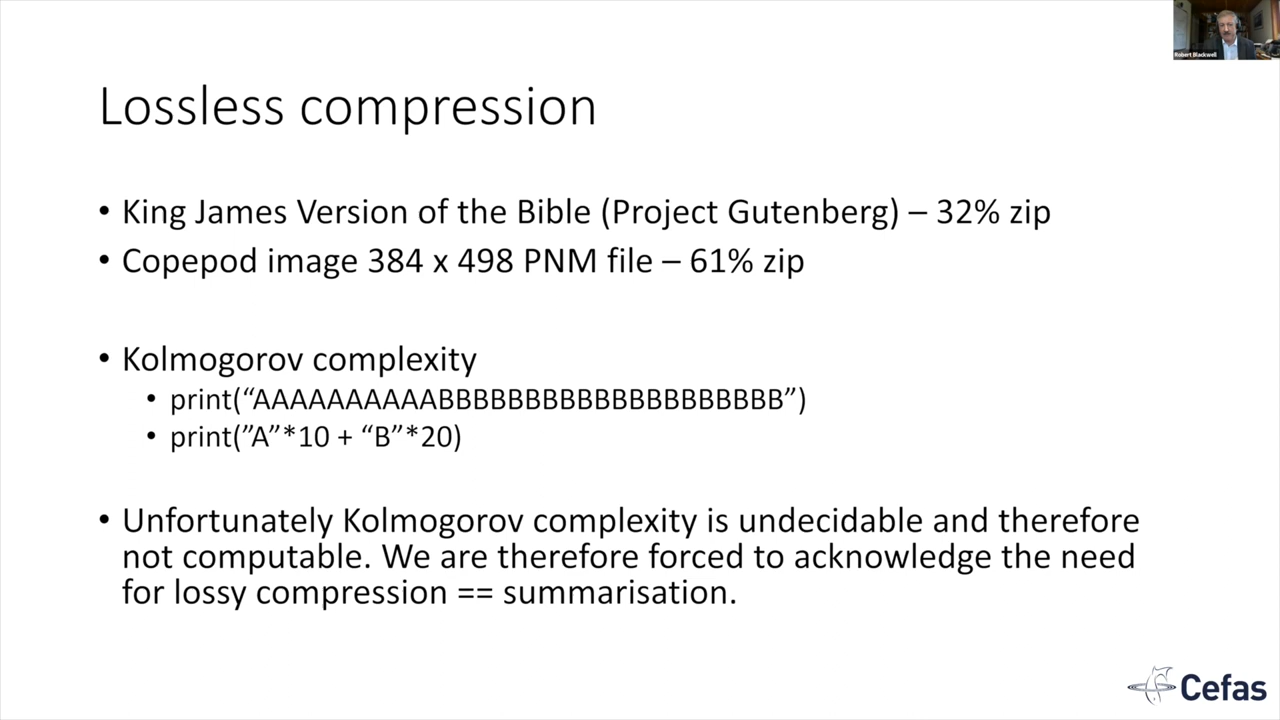 Robert Blackwell
Lossless compression
• King James Version of the Bible (Project Gutenberg) – 32% zip
• Copepod image 384 x 498 PNM file – 61% zip
• Kolmogorov complexity
• print(“AAAAAAAAAABBBBBBBBBBBBBBBBBBBB”)
• print(”A”*10 + “B”*20)
• Unfortunately Kolmogorov complexity is undecidable and therefore
not computable. We are therefore forced to acknowledge the need
for lossy compression == summarisation.
Cefas